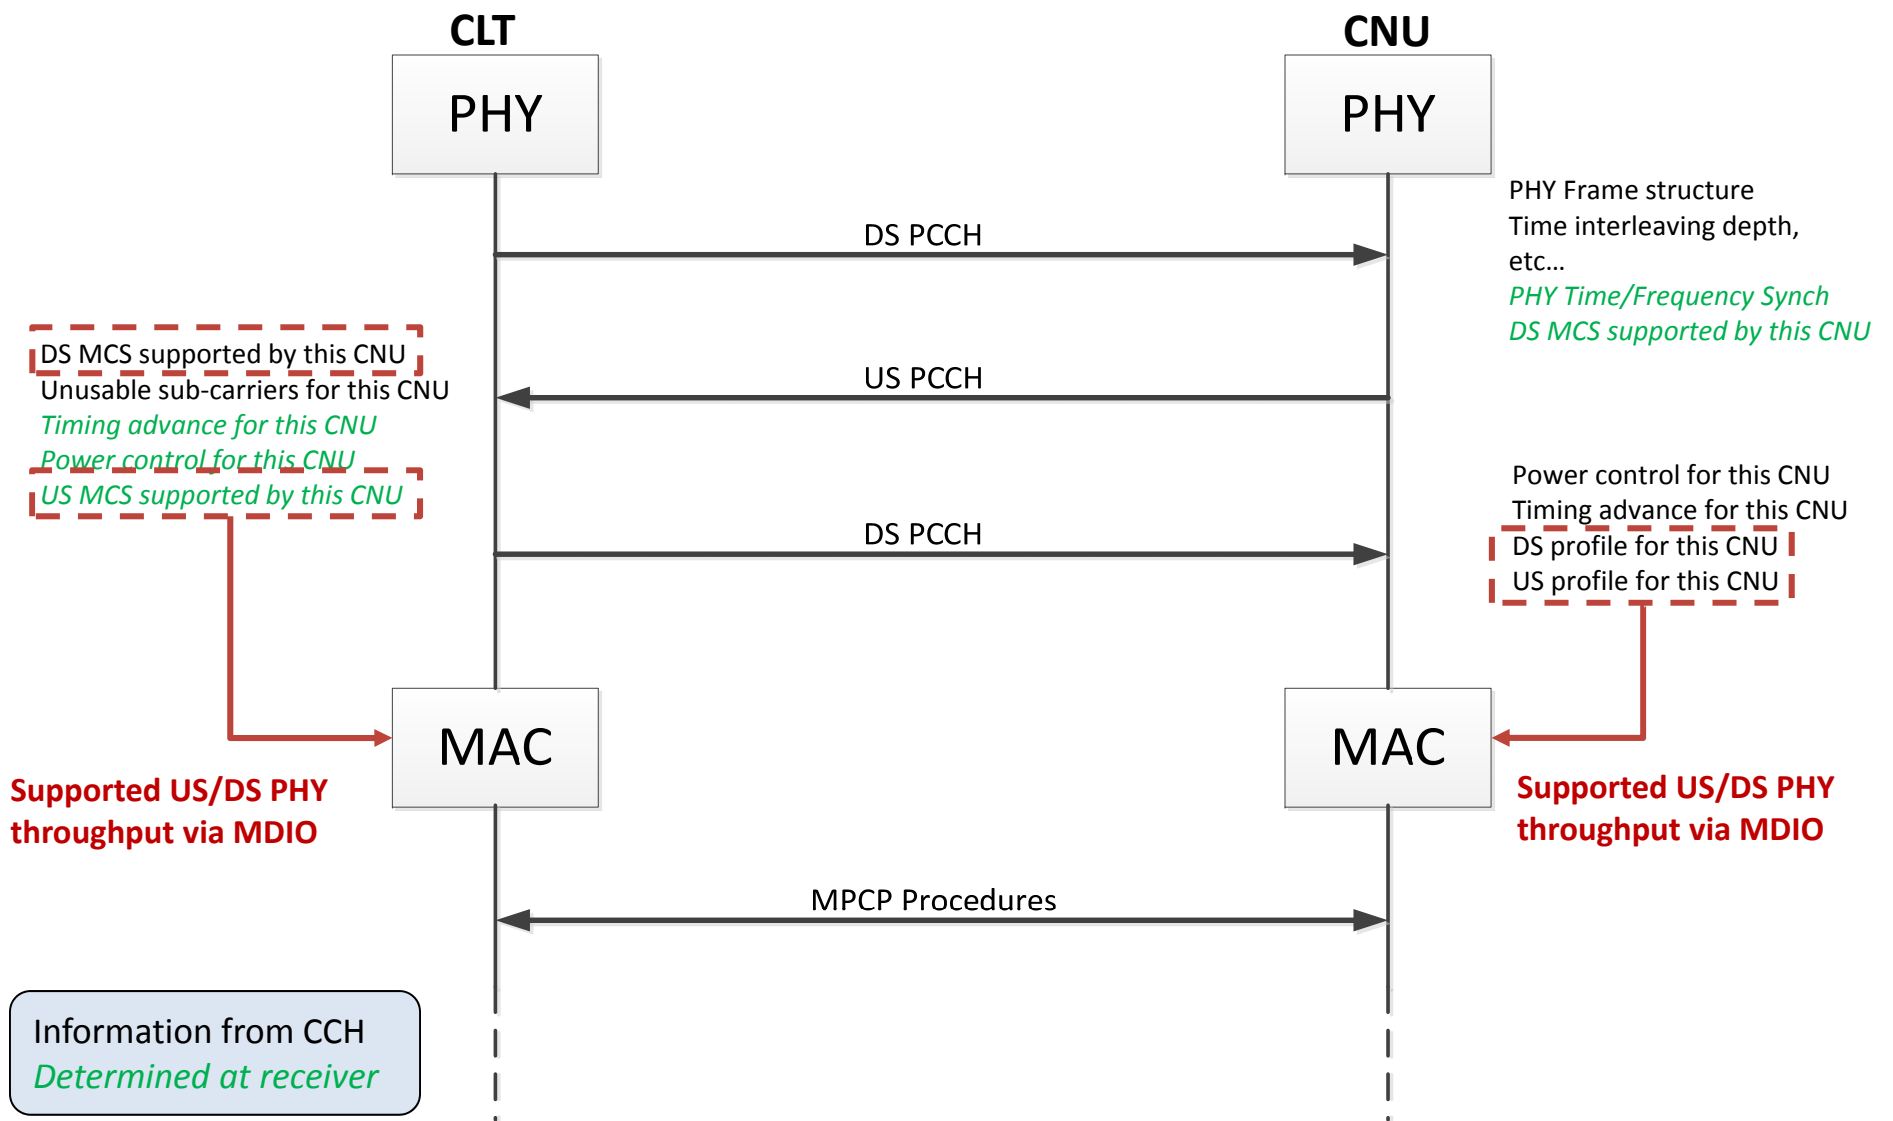 CLT
CNU
PHY
PHY
PHY Frame structure
Time interleaving depth,
etc...
PHY Time/Frequency Synch
DS MCS supported by this CNU
DS PCCH
DS MCS supported by this CNU
Unusable sub-carriers for this CNU
Timing advance for this CNU
Power control for this CNU
US MCS supported by this CNU
US PCCH
DS PCCH
Power control for this CNU
Timing advance for this CNU
DS profile for this CNU
US profile for this CNU
MAC
MAC
Supported US/DS PHY
throughput via MDIO
Supported US/DS PHY
throughput via MDIO
MPCP Procedures
Information from CCH
Determined at receiver